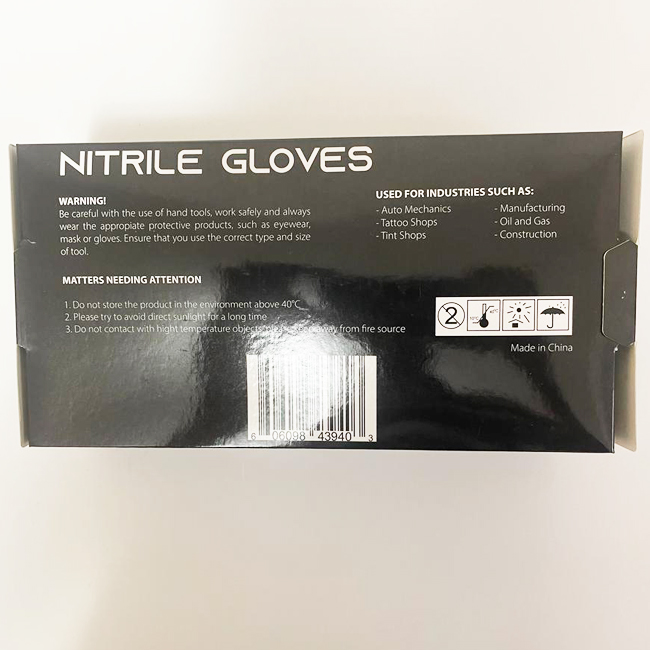 NITRILE GLOVES
WARNING!
Be careful with the use of hand tools, work safely and always
wear the appropiate protective products, such as eyewear,
mask or gloves. Ensure that you use the correct type and size
of tool.
USED FOR INDUSTRIES SUCH AS:
- Auto Mechanics
- Tattoo Shops
- Tint Shops
- Manufacturing
- Oil and Gas
- Construction
MATTERS NEEDING ATTENTION
1. Do not store the product in the environment above 40°C
2. Please try to avoid direct sunlight for a long time
3. Do not contact with hight temperature objects, please away from fire source
2
10°C
40°C
Made in China
6 06098 43940 3